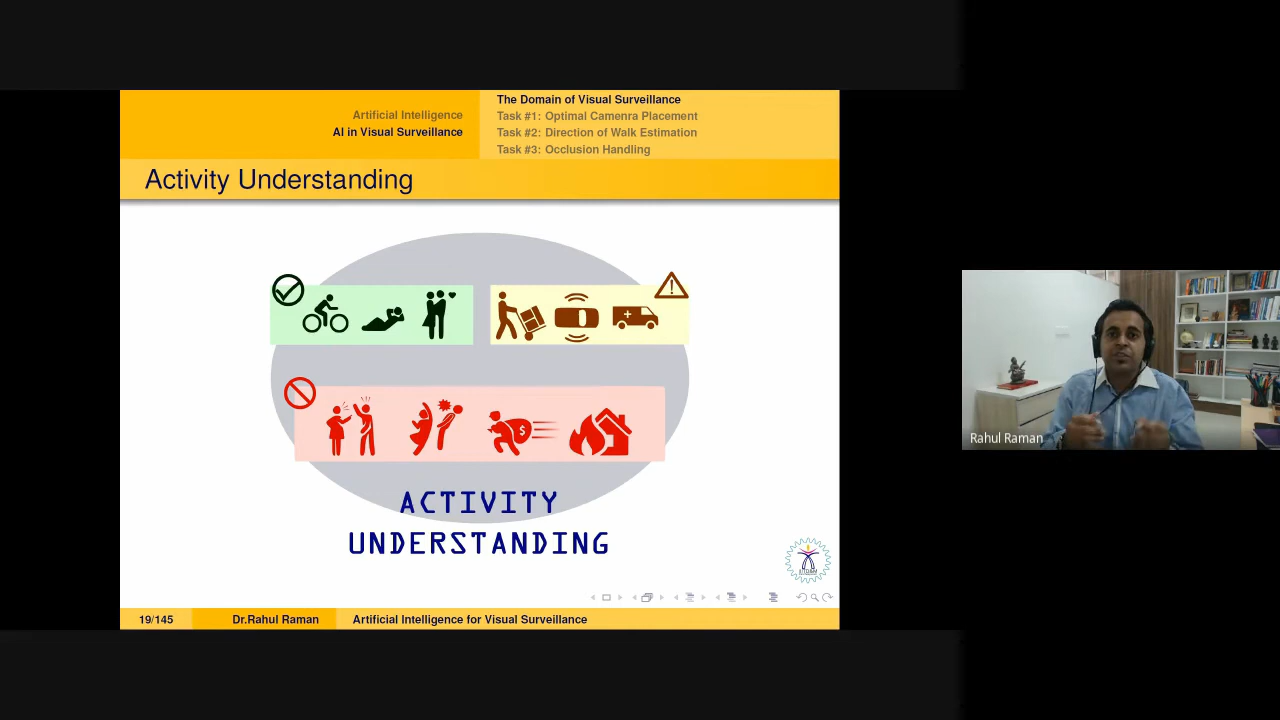 Artificial Intelligence
AI in Visual Surveillance
The Domain of Visual Surveillance
Task #1: Optimal Camenra Placement
Task #2: Direction of Walk Estimation
Task #3: Occlusion Handling
Activity Understanding
$
ACTIVITY
UNDERSTANDING
19/145
Dr.Rahul Raman
Artificial Intelligence for Visual Surveillance
Rahul Raman